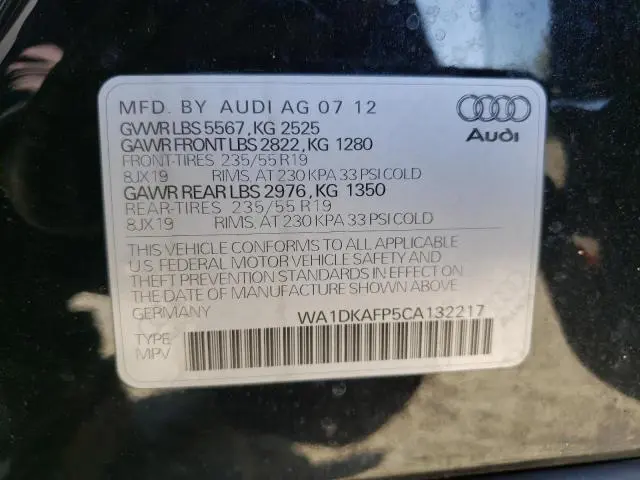 MFD. BY AUDI AG 07 12
GVWR LBS 5567, KG 2525
GAWR FRONT LBS 2822, KG 1280
FRONT-TIRES 235/55 R19
8JX19 RIMS, AT 230 KPA 33 PSI COLD
GAWR REAR LBS 2976, KG 1350
REAR-TIRES 235/55 R19
8JX19 RIMS, AT 230 KPA 33 PSI COLD
Audi
THIS VEHICLE CONFORMS TO ALL APPLICABLE
U.S FEDERAL MOTOR VEHICLE SAFETY AND
THEFT PREVENTION STANDARDS IN EFFECT ON
THE DATE OF MANUFACTURE SHOWN ABOVE
GERMANY WA1DKAFP5CA132217
TYPE/
MPV